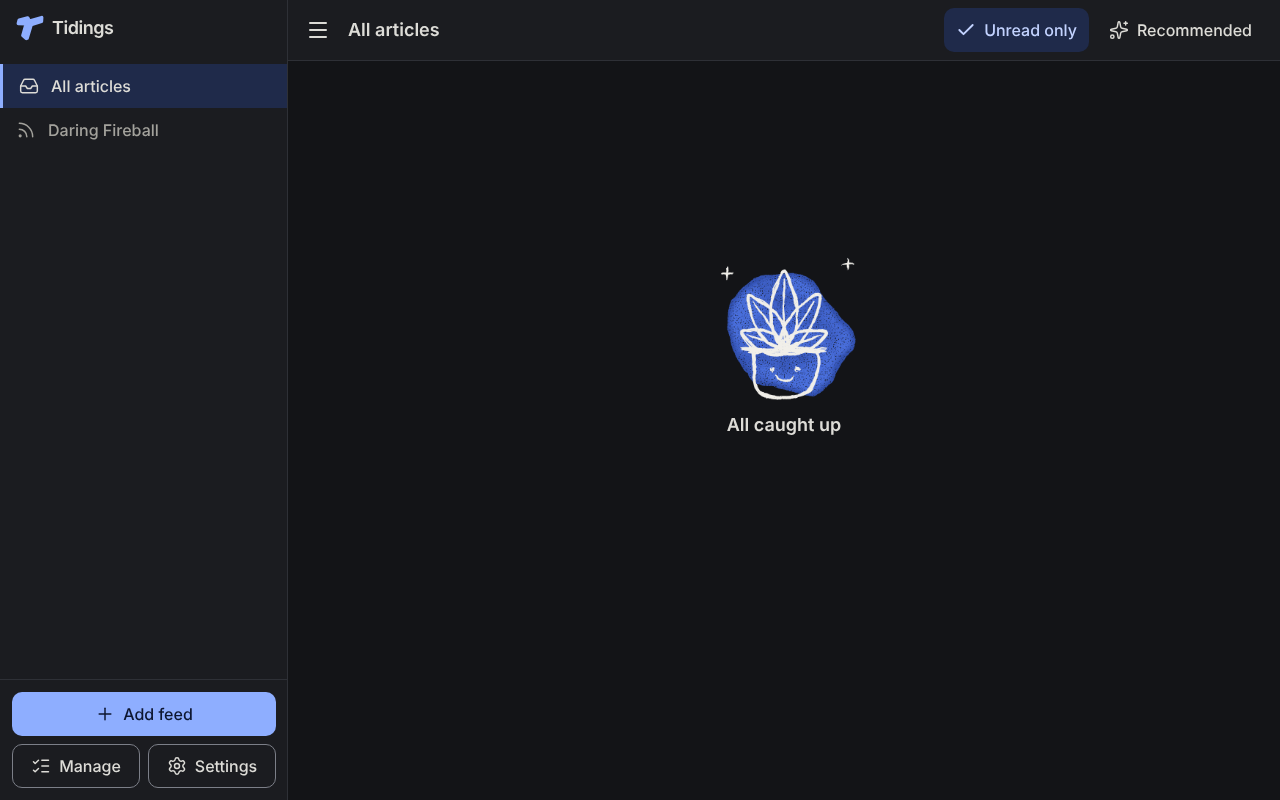 Tidings
All articles
Unread only
Recommended
All articles
Daring Fireball
All caught up
Add feed
Manage
Settings